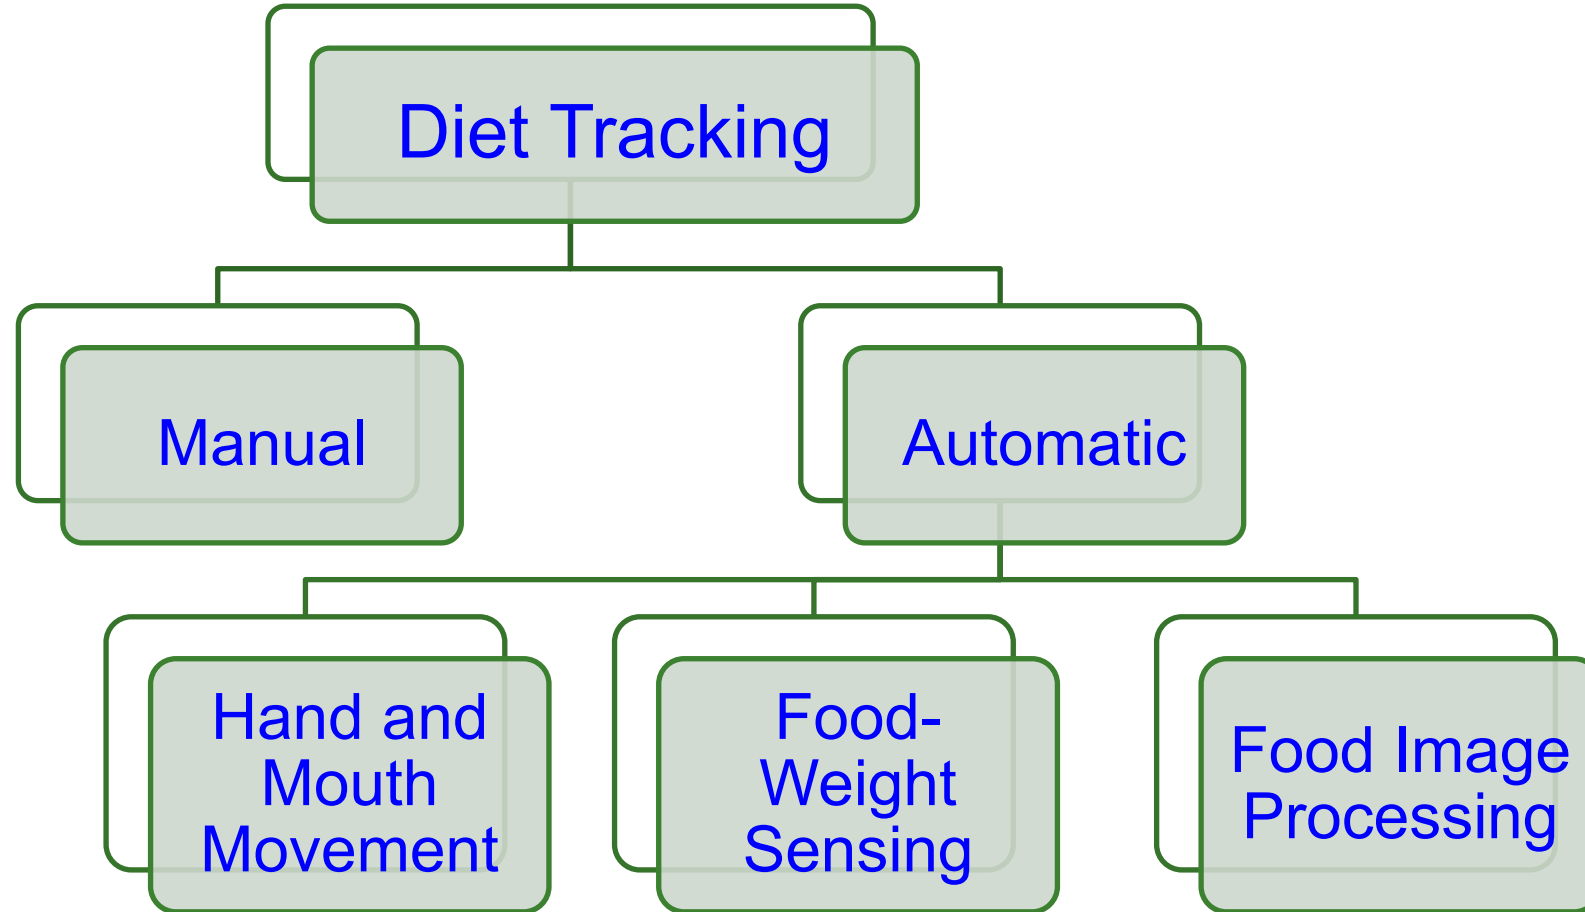 Diet Tracking
Manual
Automatic
Hand and
Mouth
Movement
Food-
Weight
Sensing
Food Image
Processing